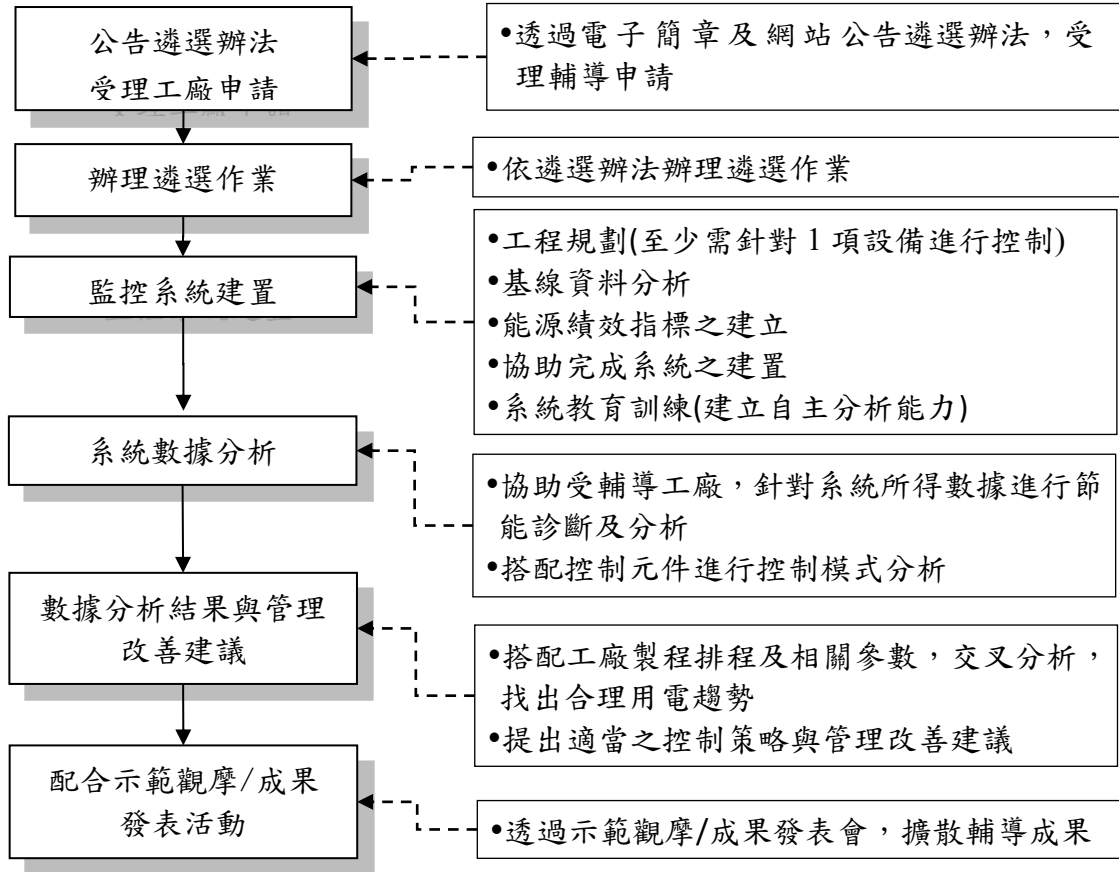 公告遴選辦法
受理工廠申請
•透過電子簡章及網站公告遴選辦法，受
理輔導申請
辦理遴選作業
•依遴選辦法辦理遴選作業
監控系統建置
•工程規劃(至少需針對 1 項設備進行控制)
•基線資料分析
•能源績效指標之建立
•協助完成系統之建置
•系統教育訓練(建立自主分析能力)
系統數據分析
•協助受輔導工廠，針對系統所得數據進行節
能診斷及分析
•搭配控制元件進行控制模式分析
數據分析結果與管理
改善建議
•搭配工廠製程排程及相關參數，交叉分析，
找出合理用電趨勢
•提出適當之控制策略與管理改善建議
配合示範觀摩/成果
發表活動
•透過示範觀摩/成果發表會，擴散輔導成果